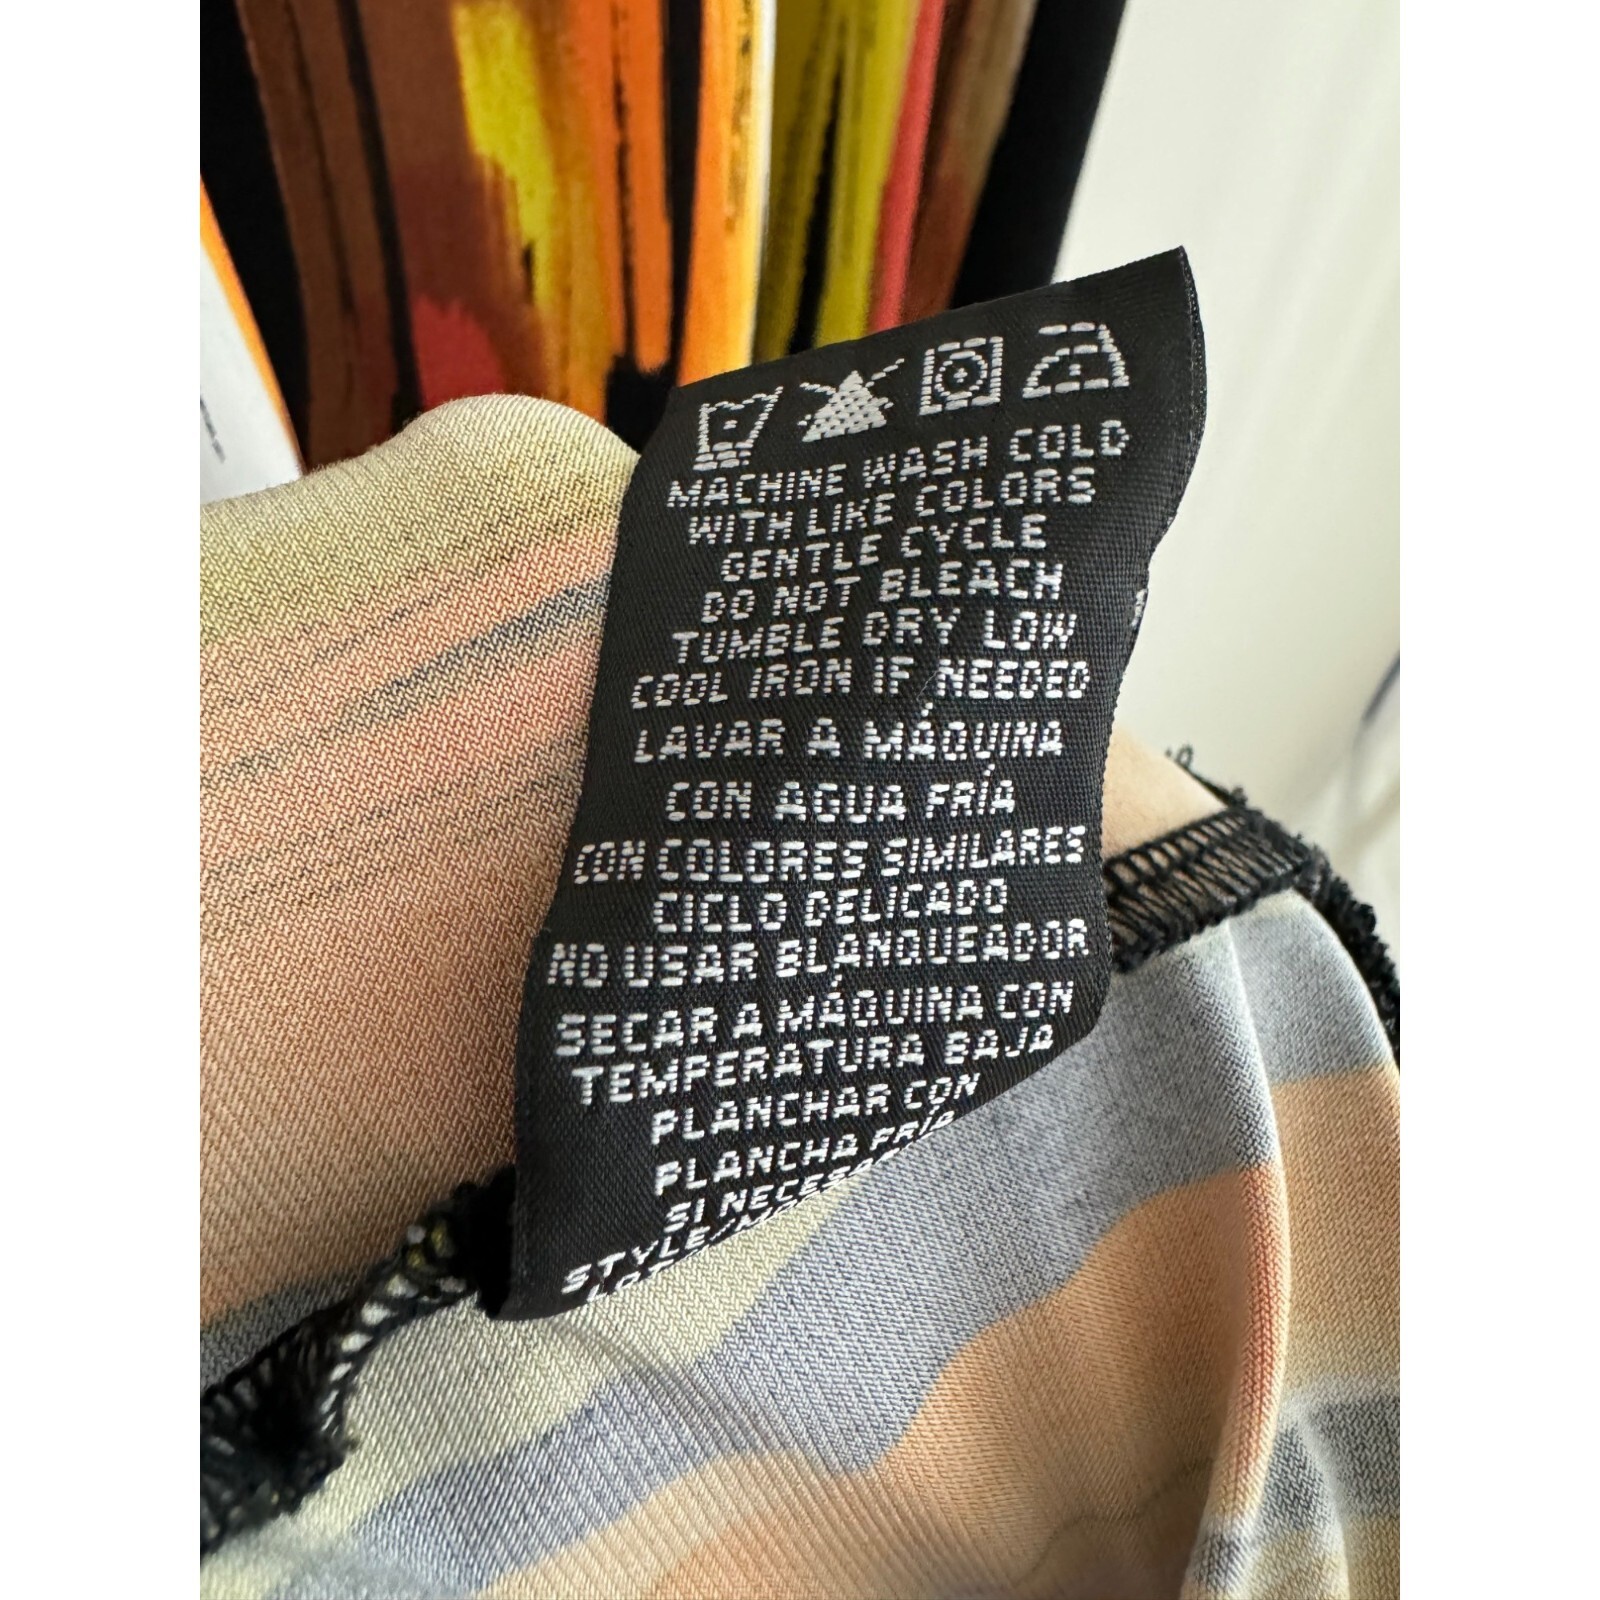 MACHINE WASH COLD
WITH LIKE COLORS
GENTLE CYCLE
DO NOT BLEACH
TUMBLE DRY LOW
COOL IRON IF NEEDED
LAVAR A MÁQUINA
CON AGUA FRÍA
CON COLORES SIMILARES
CICLO DELICADO
NO USAR BLANQUEADOR
SECAR A MÁQUINA CON
TEMPERATURA BAJA
PLANCHAR CON
PLANCHA FRÍA
SI
STYLE/